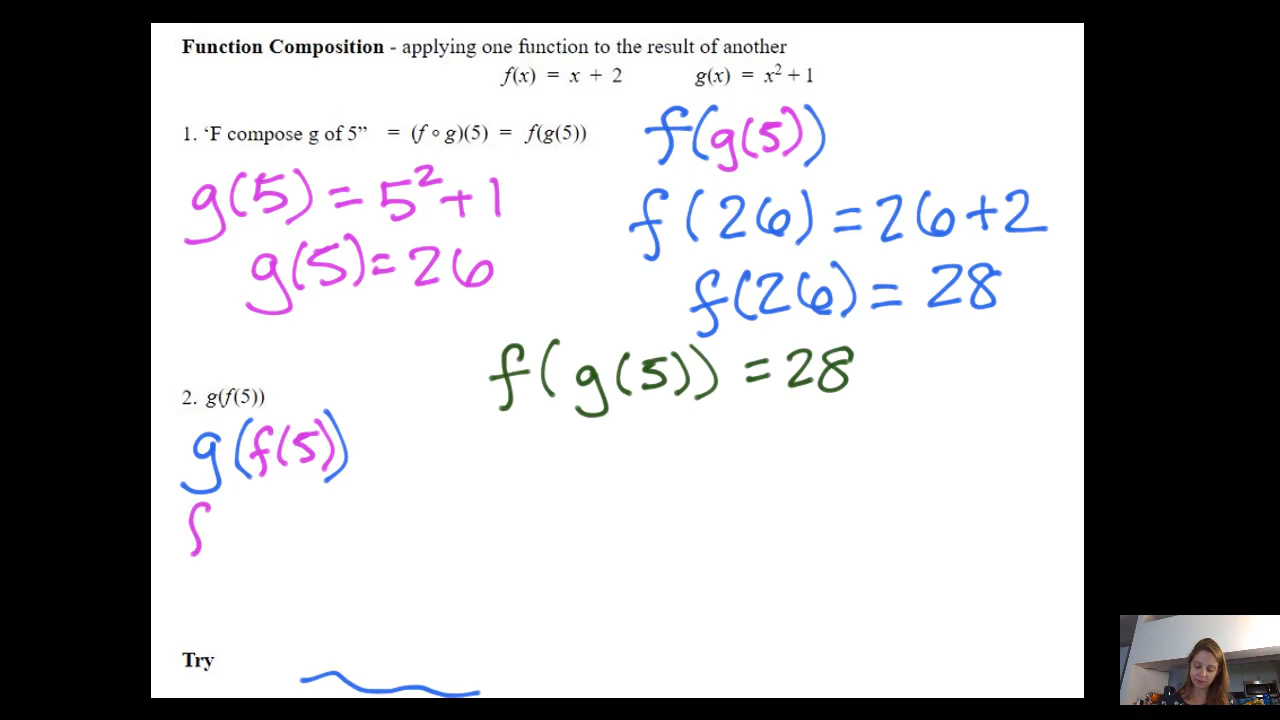 Function Composition - applying one function to the result of another
f(x) = x + 2 g(x) = x² + 1
1. ‘F compose g of 5” = (f ∘ g)(5) = f(g(5))
f(g(5))
g(5) = 5² + 1
f(26) = 26+2
g(5) = 26
f(26) = 28
f(g(5)) = 28
2. g(f(5))
g(f(5))
f
Try